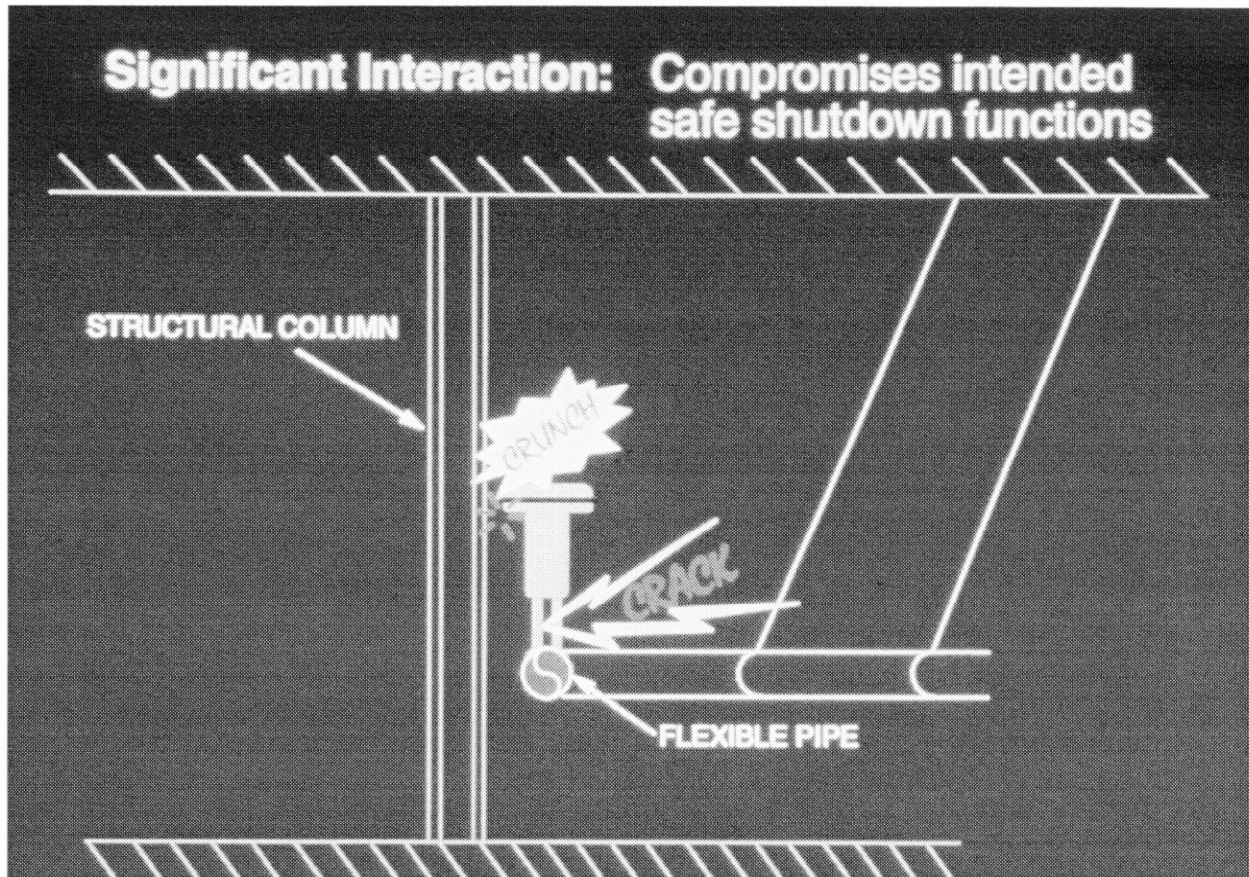 Significant Interaction: Compromises intended
safe shutdown functions
STRUCTURAL COLUMN
CRUNCH
CRACK
FLEXIBLE PIPE